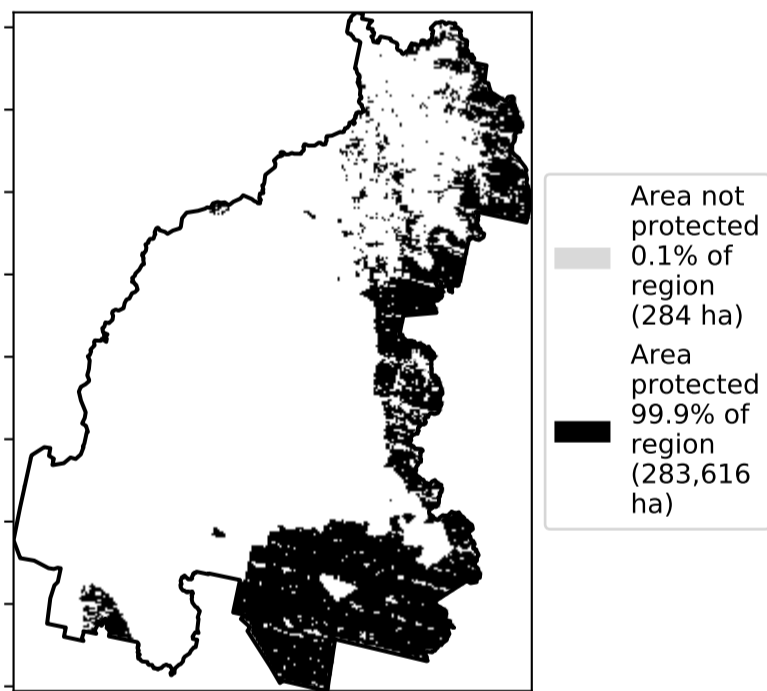 Area not
protected
0.1% of
region
(284 ha)
Area
protected
99.9% of
region
(283,616
ha)